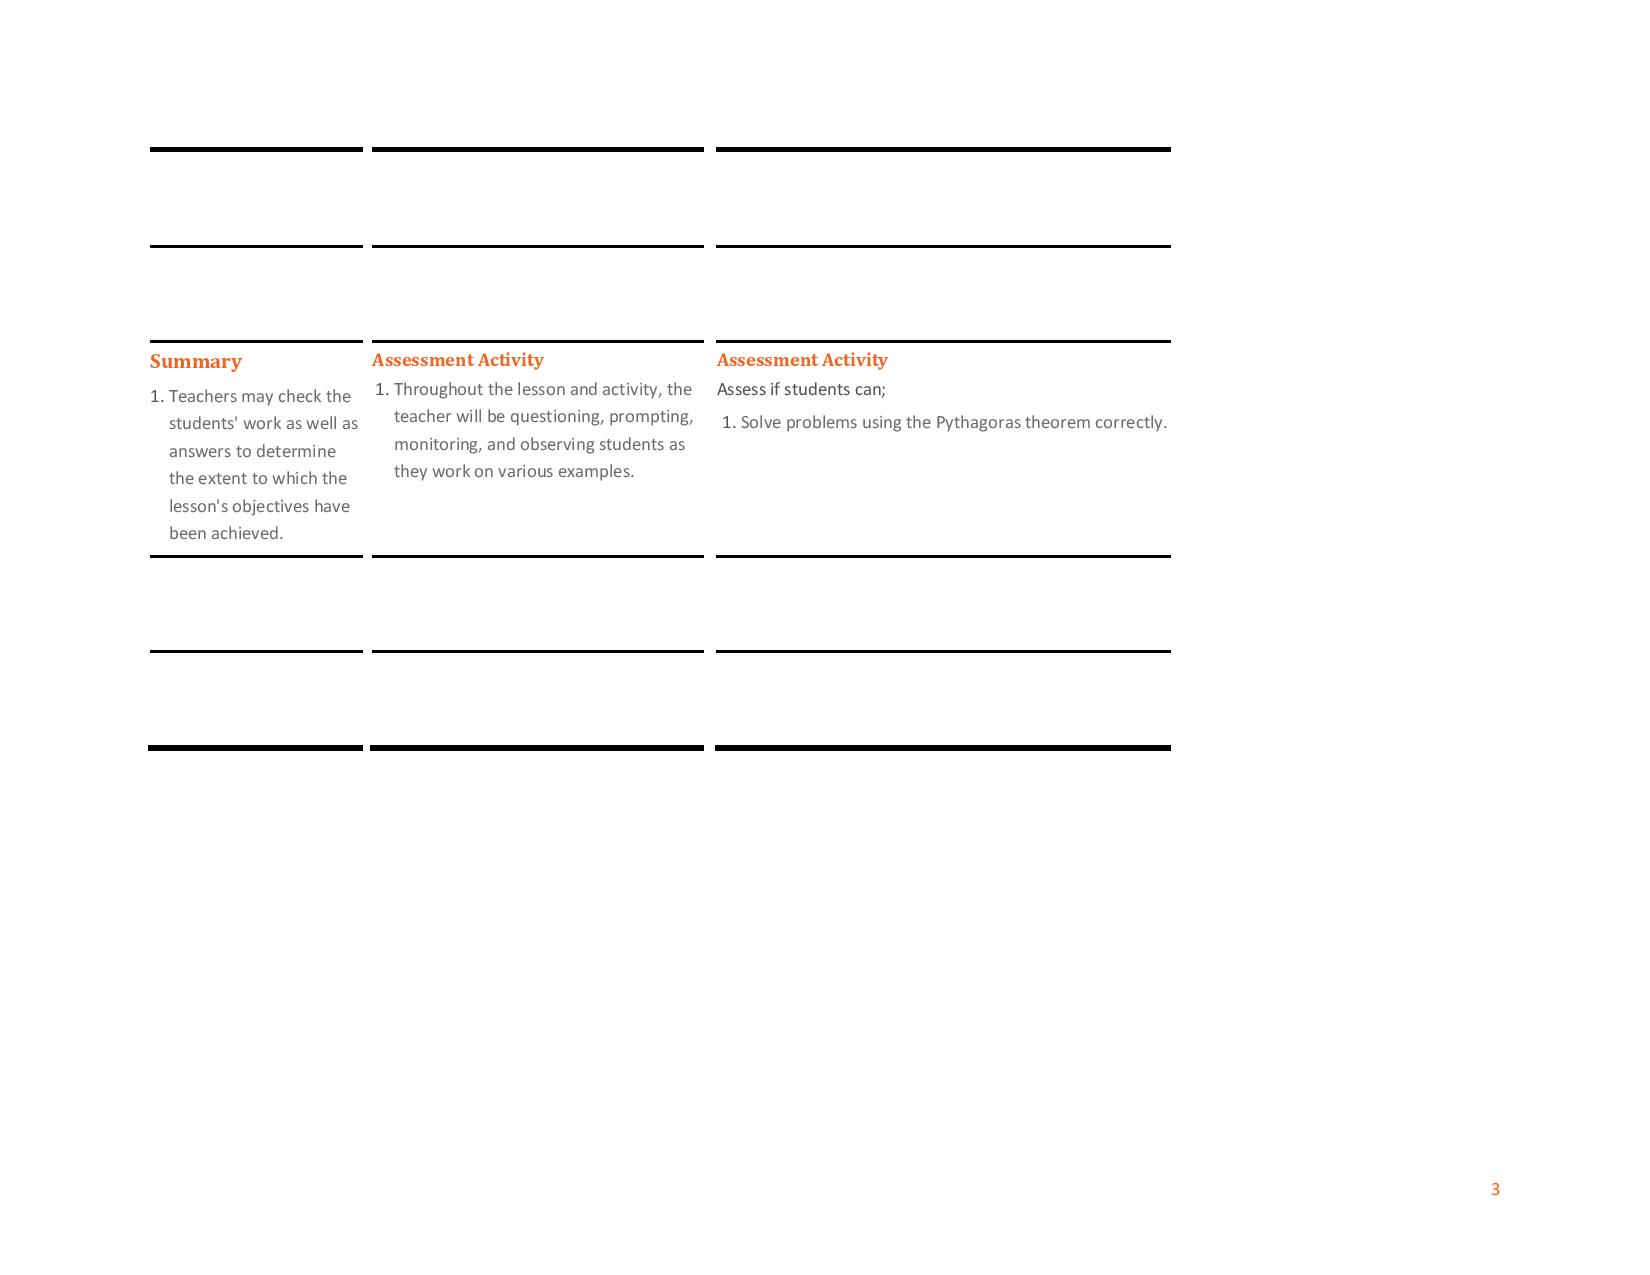 Summary
1. Teachers may check the
students' work as well as
answers to determine
the extent to which the
lesson's objectives have
been achieved.
Assessment Activity
1. Throughout the lesson and activity, the
teacher will be questioning, prompting,
monitoring, and observing students as
they work on various examples.
Assessment Activity
Assess if students can;
1. Solve problems using the Pythagoras theorem correctly.
3